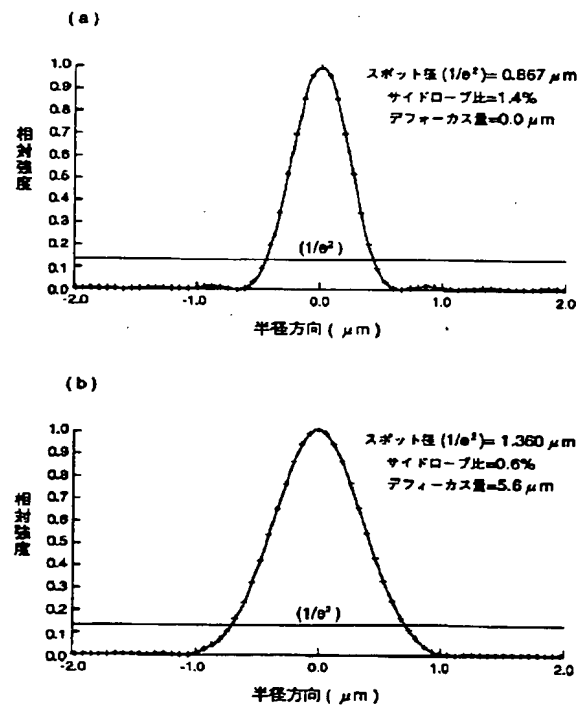 (a)
スポット径 (1/e²)= 0.867 μm
サイドローブ比=1.4%
デフォーカス量=0.0 μm
相対強度
1.0
0.9
0.8
0.7
0.6
0.5
0.4
0.3
0.2
0.1
0.0
(1/e²)
-2.0 -1.0 0.0 1.0 2.0
半径方向 ( μm)
(b)
スポット径 (1/e²)= 1.360 μm
サイドローブ比=0.6%
デフォーカス量=5.6 μm
相対強度
1.0
0.9
0.8
0.7
0.6
0.5
0.4
0.3
0.2
0.1
0.0
(1/e²)
-2.0 -1.0 0.0 1.0 2.0
半径方向 ( μm)